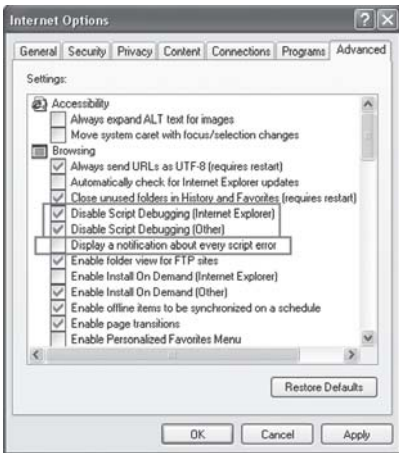 Internet Options
General Security Privacy Content Connections Programs Advanced
Settings:
Accessibility
Always expand ALT text for images
Move system caret with focus/selection changes
Browsing
Always send URLs as UTF-8 (requires restart)
Automatically check for Internet Explorer updates
Close unused folders in History and Favorites (requires restart)
Disable Script Debugging (Internet Explorer)
Disable Script Debugging (Other)
Display a notification about every script error
Enable folder view for FTP sites
Enable Install On Demand (Internet Explorer)
Enable Install On Demand (Other)
Enable offline items to be synchronized on a schedule
Enable page transitions
Enable Personalized Favorites Menu
Restore Defaults
OK Cancel Apply